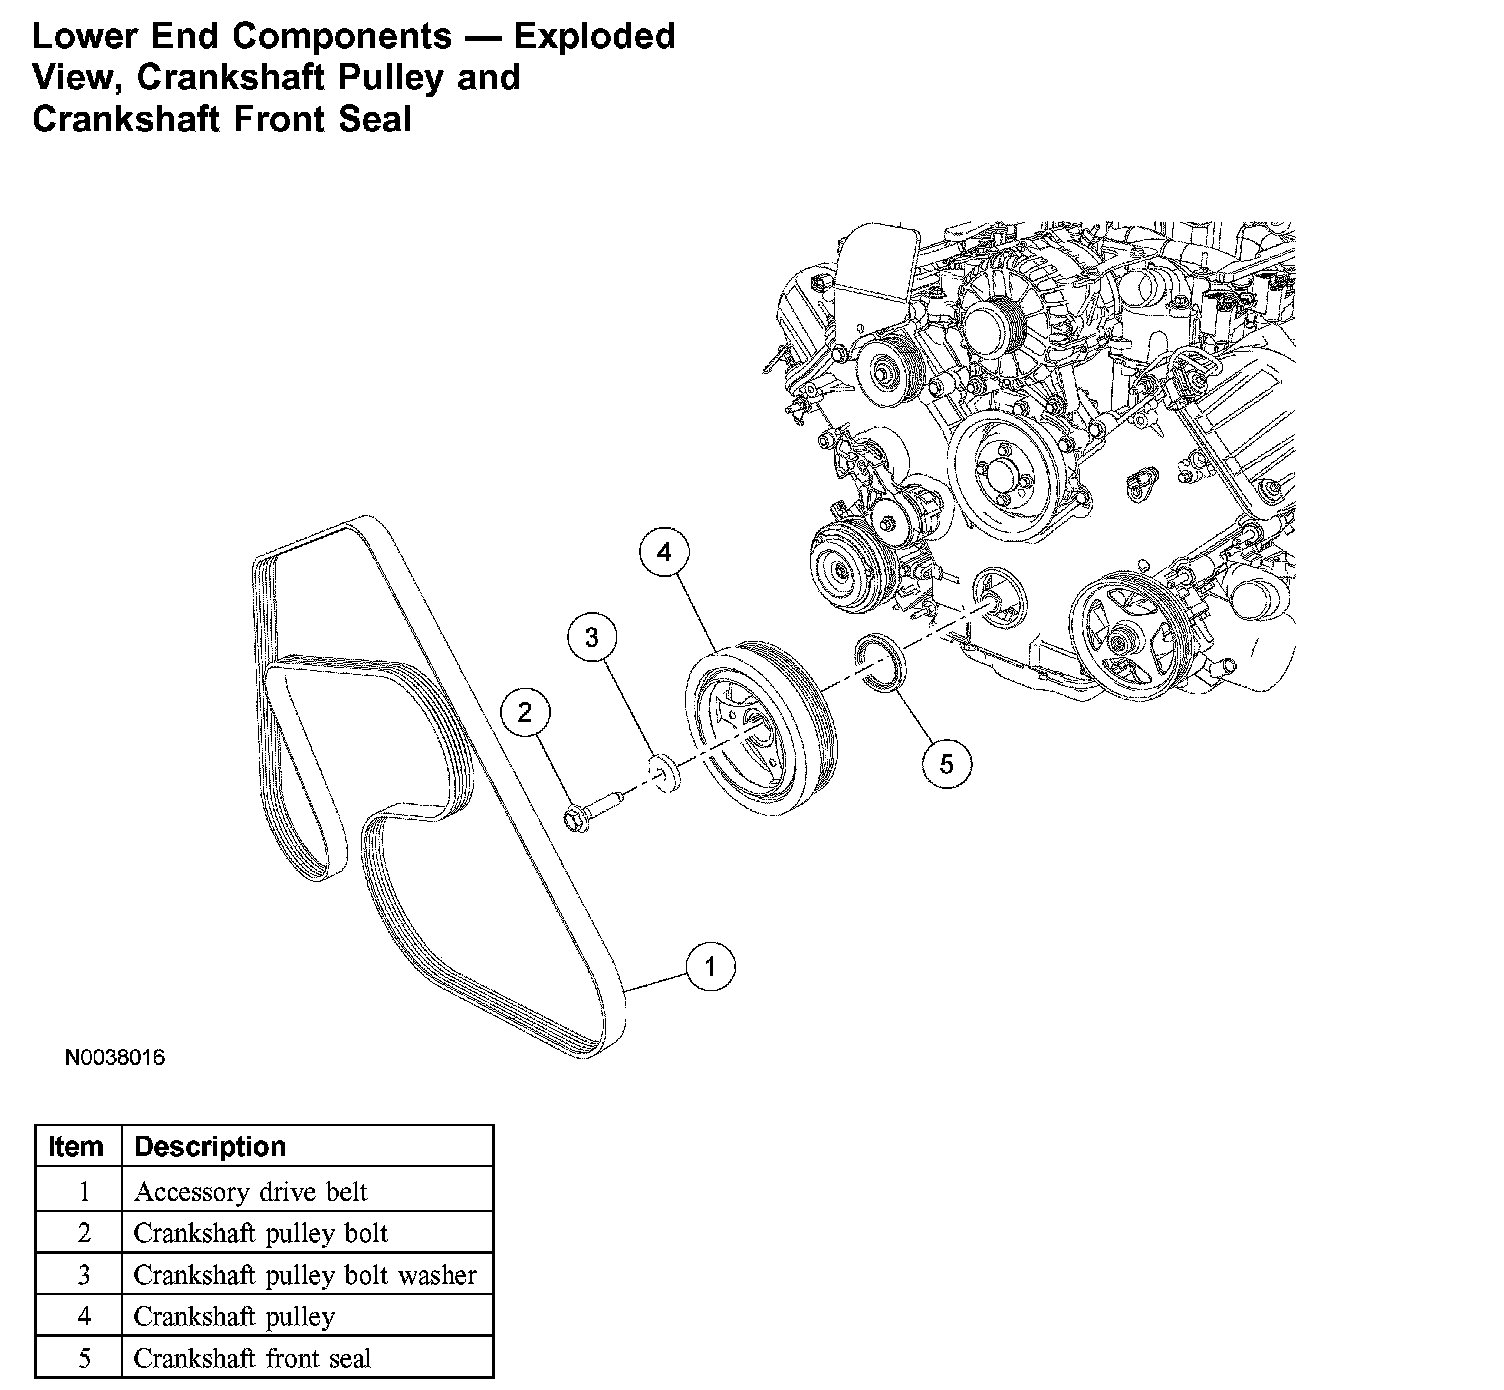 Lower End Components — Exploded
View, Crankshaft Pulley and
Crankshaft Front Seal
4
3
2
5
1
N0038016
Item Description
1 Accessory drive belt
2 Crankshaft pulley bolt
3 Crankshaft pulley bolt washer
4 Crankshaft pulley
5 Crankshaft front seal